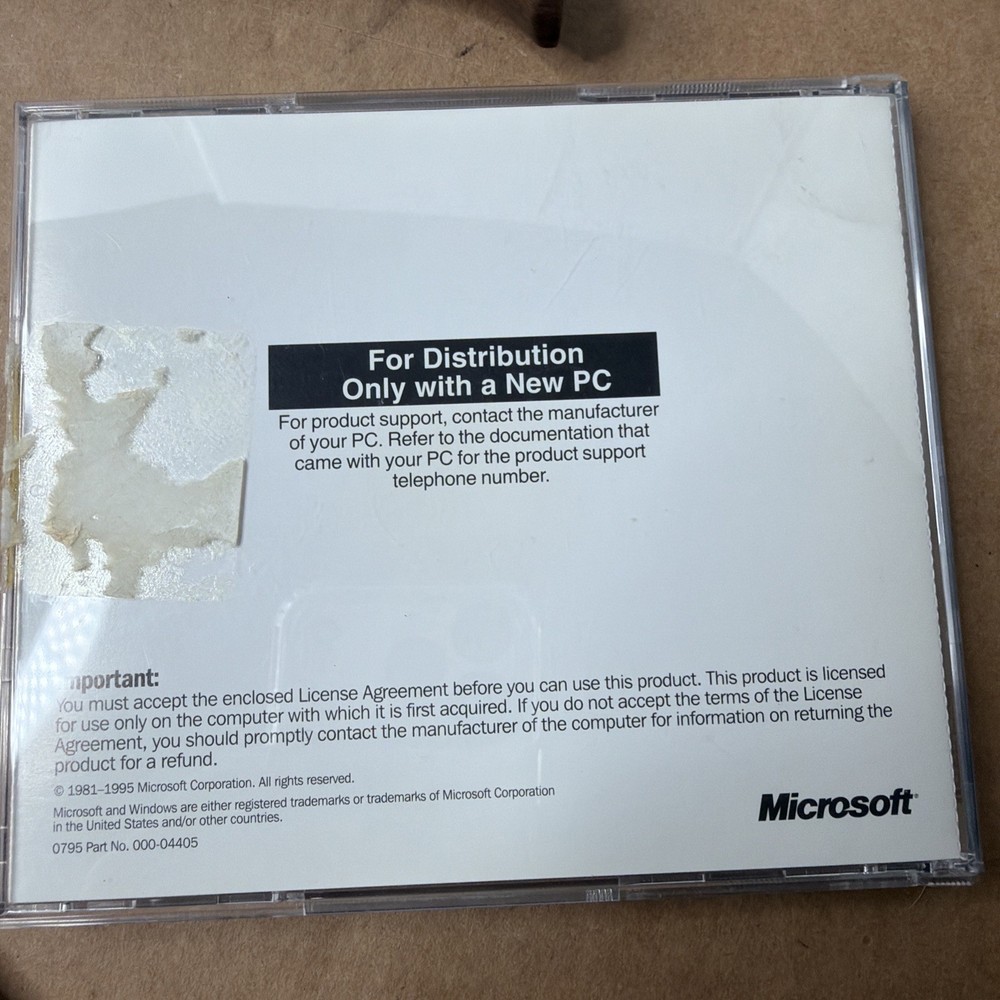 For Distribution
Only with a New PC
For product support, contact the manufacturer
of your PC. Refer to the documentation that
came with your PC for the product support
telephone number.
mportant:
You must accept the enclosed License Agreement before you can use this product. This product is licensed
for use only on the computer with which it is first acquired. If you do not accept the terms of the License
Agreement, you should promptly contact the manufacturer of the computer for information on returning the
product for a refund.
© 1981–1995 Microsoft Corporation. All rights reserved.
Microsoft and Windows are either registered trademarks or trademarks of Microsoft Corporation
in the United States and/or other countries.
0795 Part No. 000-04405
Microsoft®